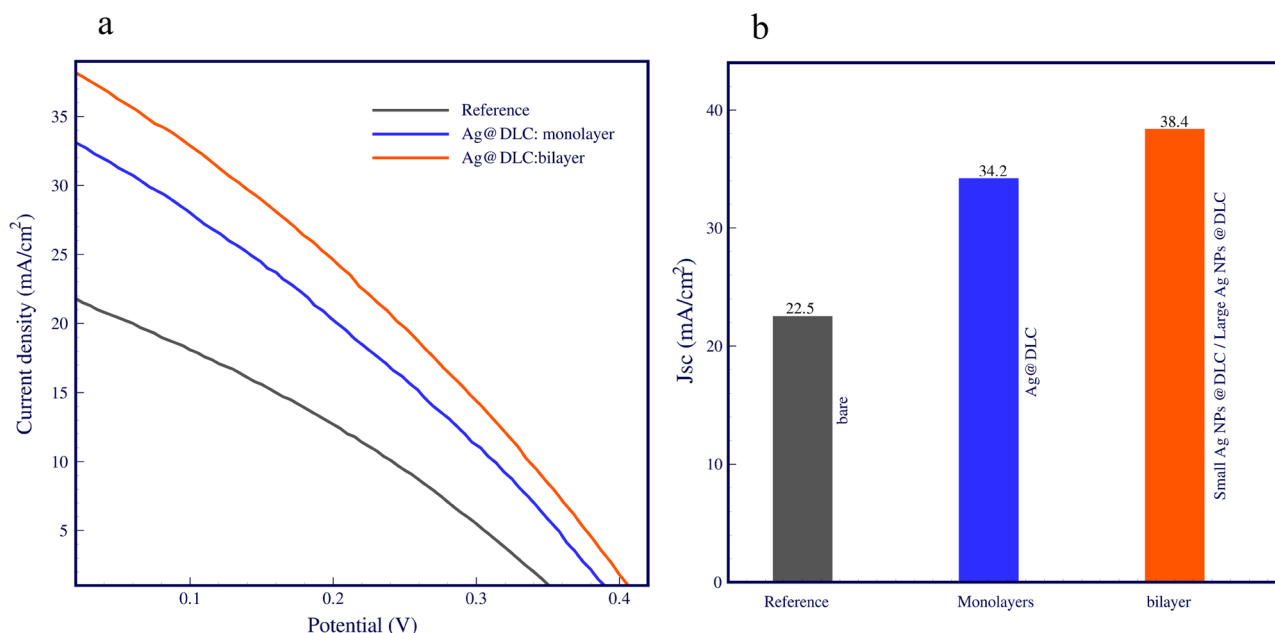 a
Reference
Ag@DLC: monolayer
Ag@DLC:bilayer
Current density (mA/cm²)
35
30
25
20
15
10
5
0.1
0.2
0.3
0.4
Potential (V)
b
Jsc (mA/cm²)
40
30
20
10
0
22.5
34.2
38.4
bare
Ag@DLC
Small Ag NPs @DLC / Large Ag NPs @DLC
Reference
Monolayers
bilayer